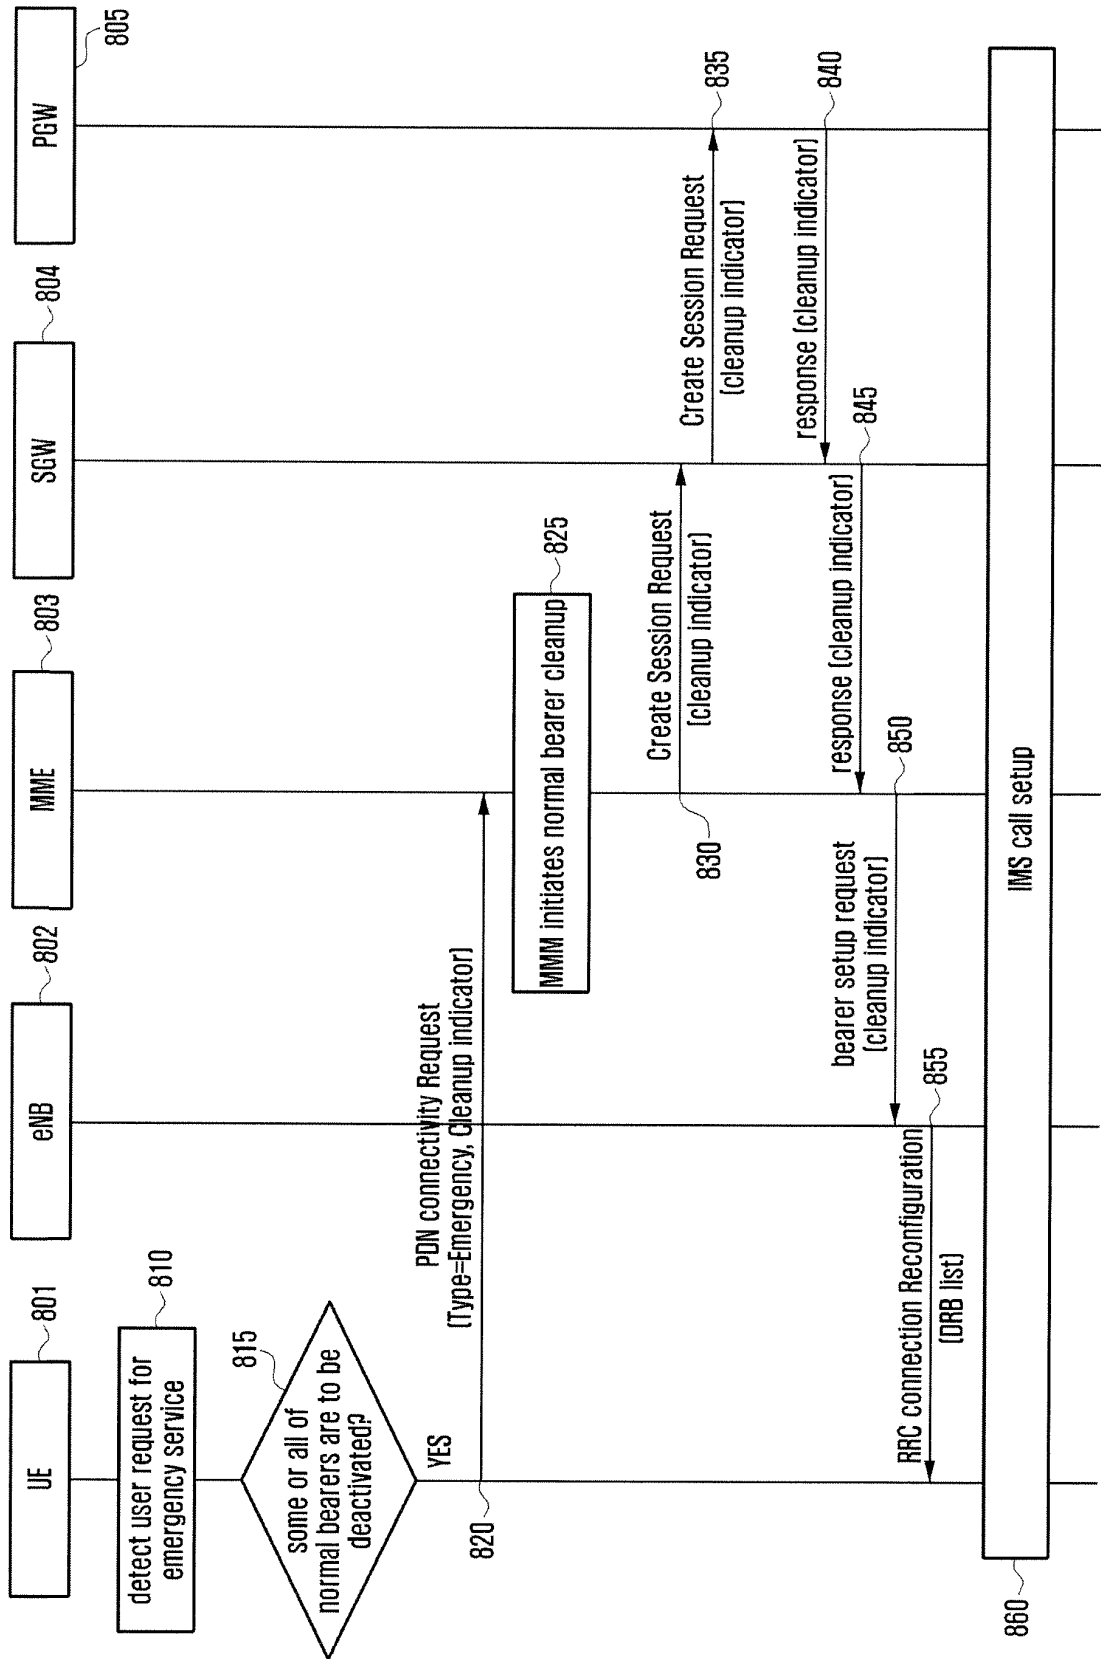 UE
801
eNB
802
MME
803
SGW
804
PGW
805
detect user request for
emergency service
810
some or all of
normal bearers are to be
deactivated?
815
YES
PDN connectivity Request
(Type=Emergency, Cleanup indicator)
820
MMM initiates normal bearer cleanup
825
Create Session Request
(cleanup indicator)
830
Create Session Request
(cleanup indicator)
835
response (cleanup indicator)
840
response (cleanup indicator)
845
bearer setup request
(cleanup indicator)
850
RRC connection Reconfiguration
(DRB list)
855
IMS call setup
860